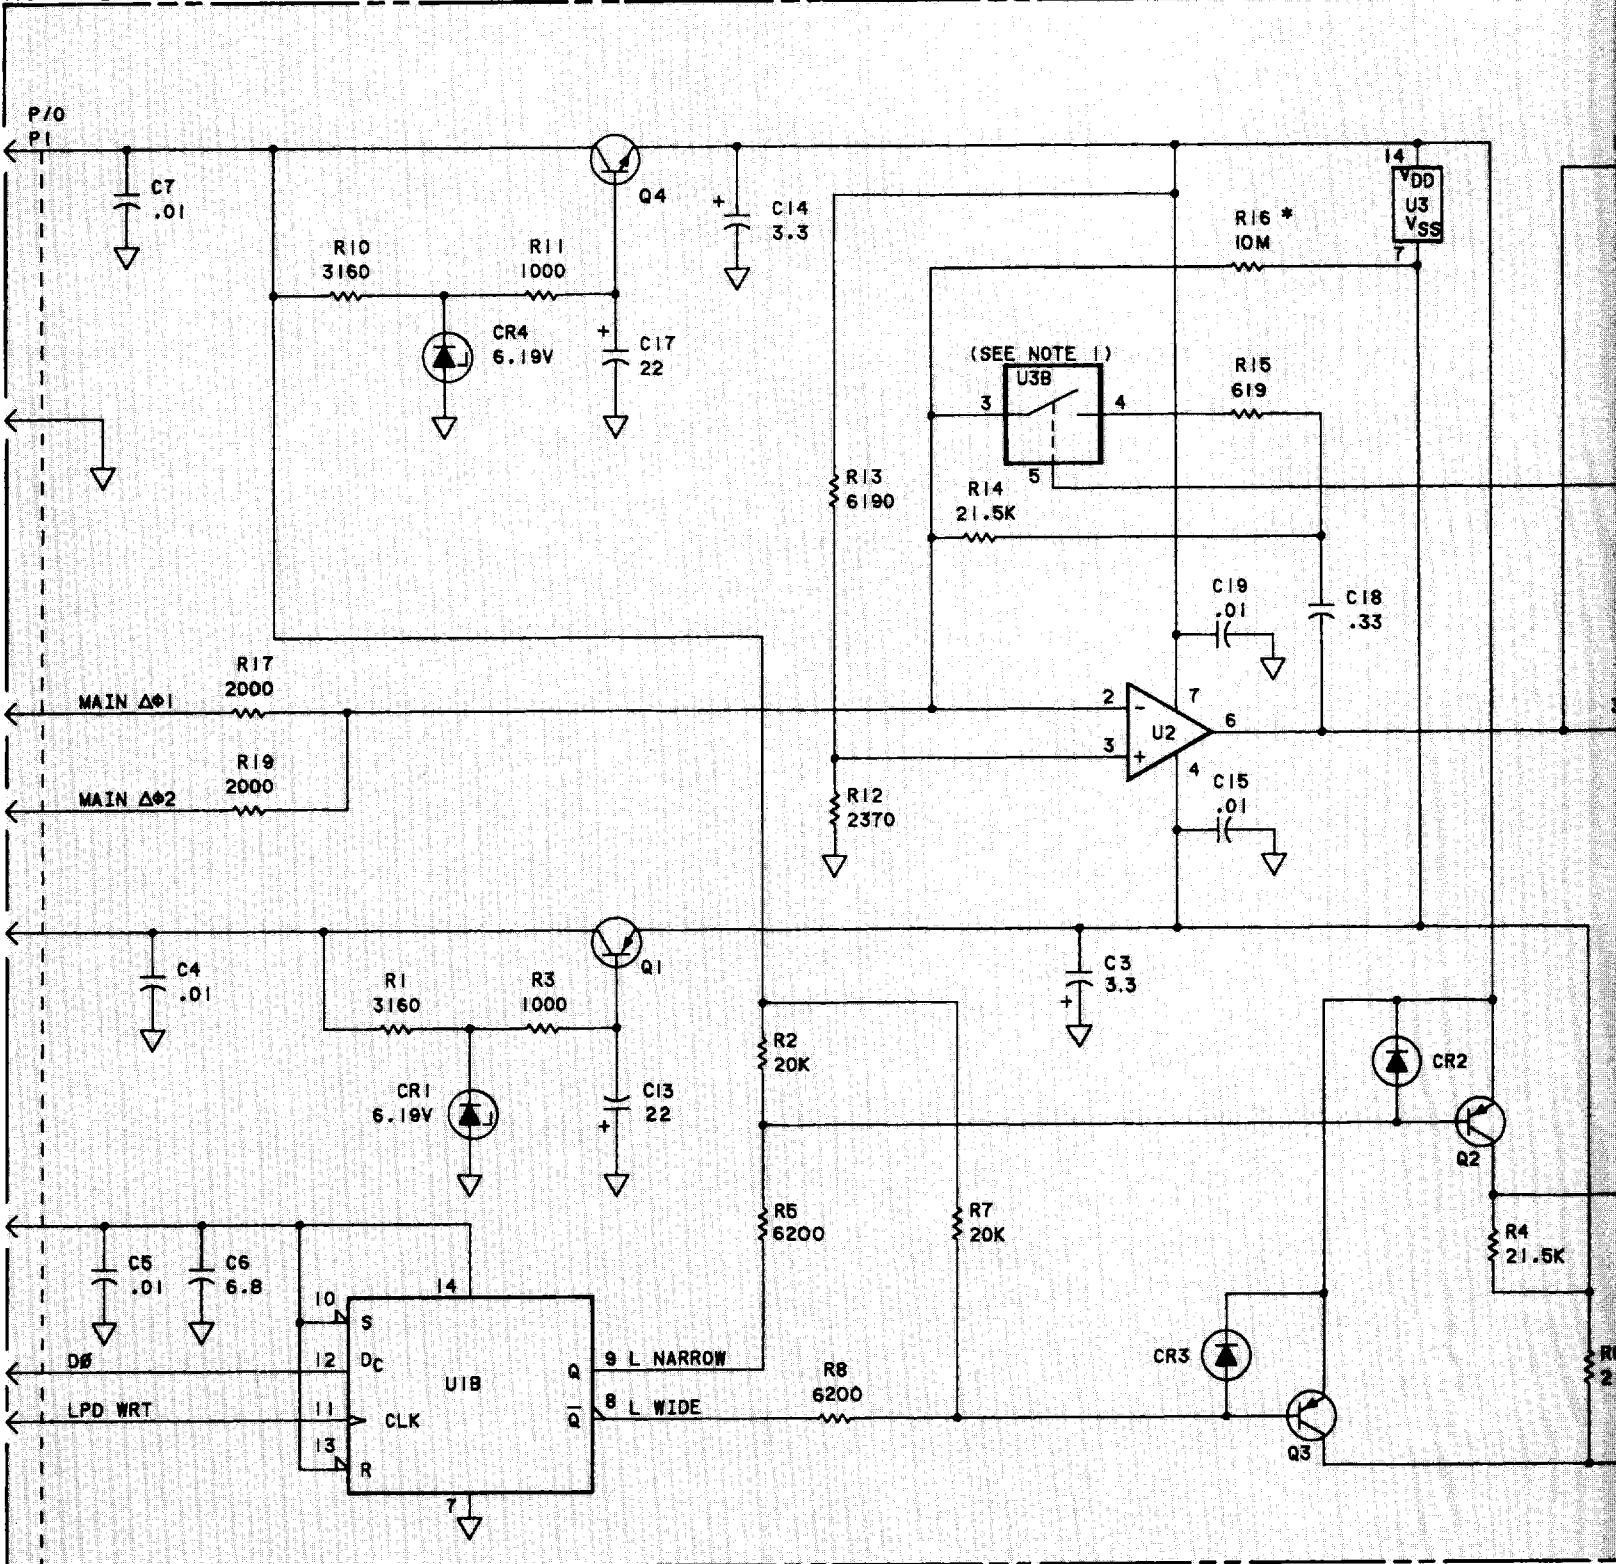 P/O
P1
C7
.01
R10
3160
R11
1000
Q4
C14
3.3
R16 *
10M
14
VDD
U3
VSS
7
CR4
6.19V
+
C17
22
+
(SEE NOTE 1)
U3B
3
4
5
R15
619
R13
6190
R14
21.5K
C19
.01
C18
.33
R17
2000
MAIN ΔΦ1
R19
2000
MAIN ΔΦ2
2
-
7
U2
6
3
+
4
C15
.01
R12
2370
C4
.01
R1
3160
R3
1000
Q1
C3
3.3
+
R2
20K
CR1
6.19V
C13
22
+
CR2
Q2
R5
6200
R7
20K
R4
21.5K
C5
.01
C6
6.8
14
10
S
DØ
12
DC
U1B
Q
9
L NARROW
LPD WRT
11
CLK
Q̅
8
L WIDE
13
R
7
R8
6200
CR3
Q3